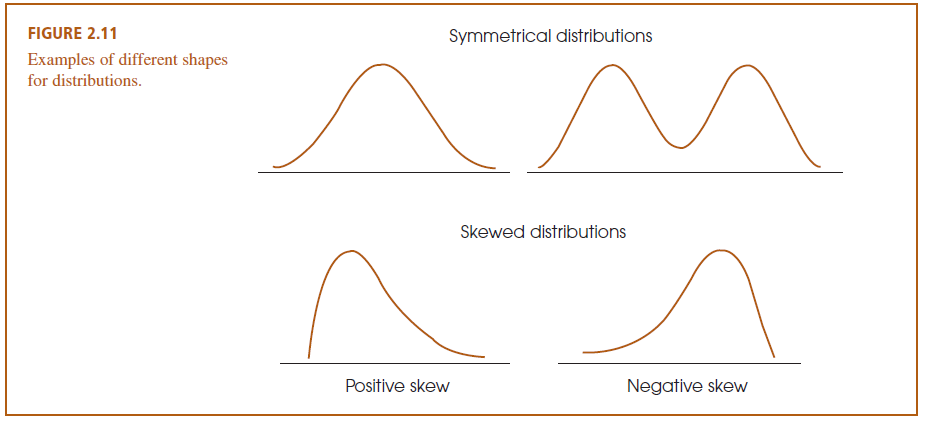 FIGURE 2.11
Examples of different shapes
for distributions.
Symmetrical distributions
Skewed distributions
Positive skew
Negative skew